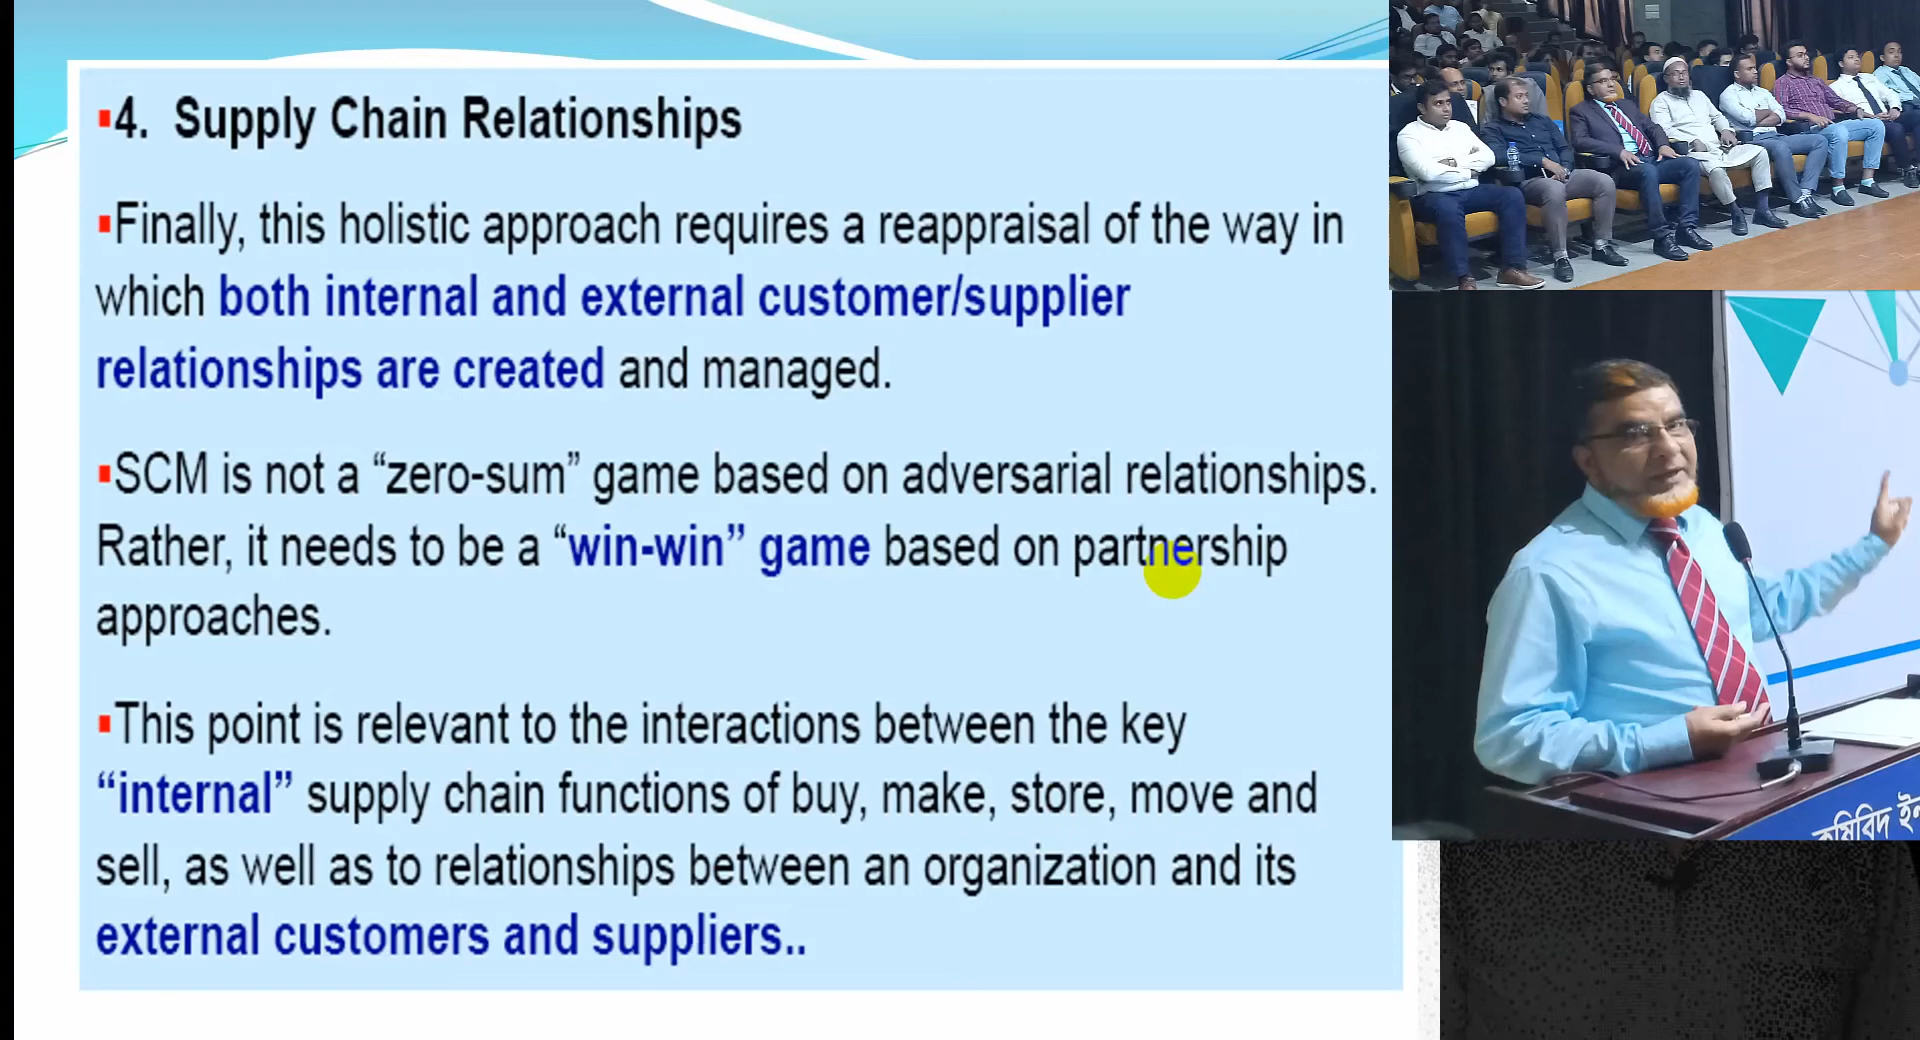 ▪4. Supply Chain Relationships
▪Finally, this holistic approach requires a reappraisal of the way in
which both internal and external customer/supplier
relationships are created and managed.
▪SCM is not a “zero-sum” game based on adversarial relationships.
Rather, it needs to be a “win-win” game based on partnership
approaches.
▪This point is relevant to the interactions between the key
“internal” supply chain functions of buy, make, store, move and
sell, as well as to relationships between an organization and its
external customers and suppliers..